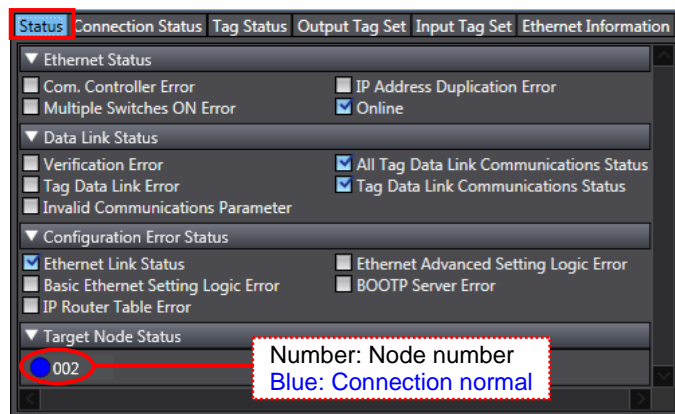 Status Connection Status Tag Status Output Tag Set Input Tag Set Ethernet Information
Ethernet Status
Com. Controller Error IP Address Duplication Error
Multiple Switches ON Error Online
Data Link Status
Verification Error All Tag Data Link Communications Status
Tag Data Link Error Tag Data Link Communications Status
Invalid Communications Parameter
Configuration Error Status
Ethernet Link Status Ethernet Advanced Setting Logic Error
Basic Ethernet Setting Logic Error BOOTP Server Error
IP Router Table Error
Target Node Status
002
Number: Node number
Blue: Connection normal